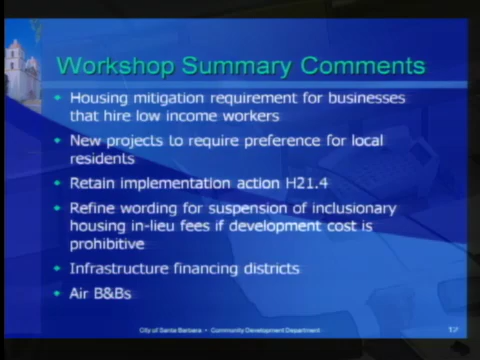 Workshop Summary Comments
Housing mitigation requirement for businesses
that hire low income workers
New projects to require preference for local
residents
Retain implementation action H21.4
Refine wording for suspension of inclusionary
housing in-lieu fees if development cost is
prohibitive
Infrastructure financing districts
Air B&Bs
City of Santa Barbara • Community Development Department